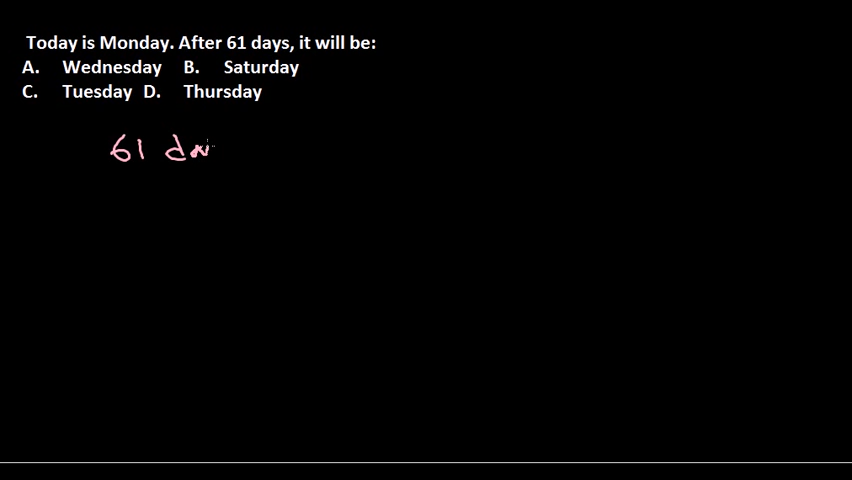 Today is Monday. After 61 days, it will be:
A. Wednesday B. Saturday
C. Tuesday D. Thursday
61